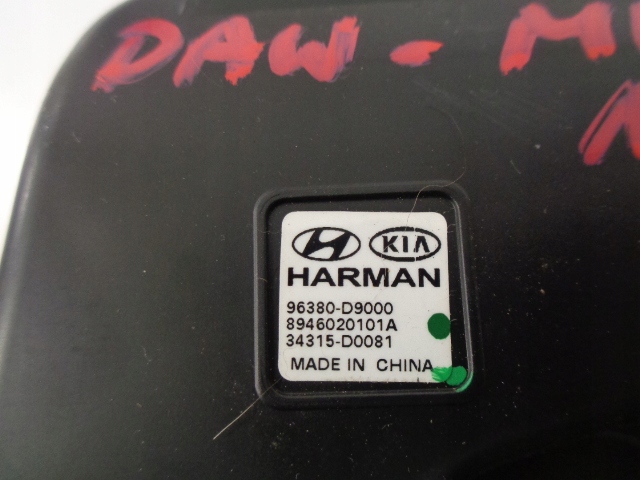 DAW - M
KIA
HARMAN
96380-D9000
8946020101A
34315-D0081
MADE IN CHINA